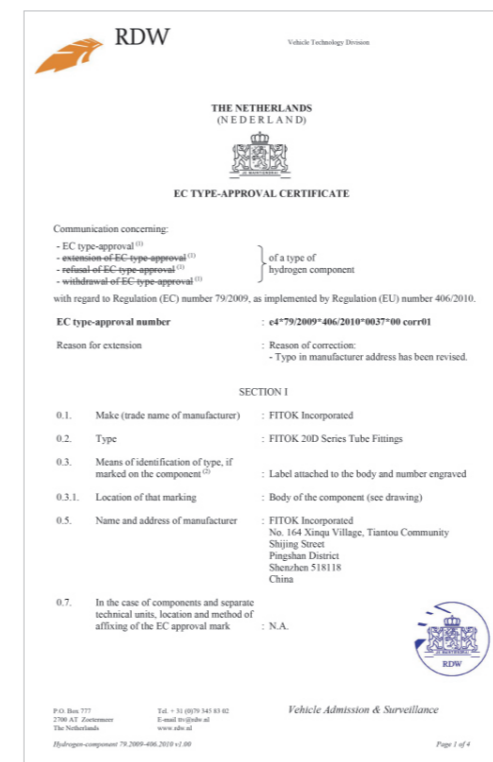 RDW
Vehicle Technology Division
THE NETHERLANDS
(NEDERLAND)
EC TYPE-APPROVAL CERTIFICATE
Communication concerning:
- EC type-approval (1)
- extension of EC type-approval (1)
- refusal of EC type-approval (1)
- withdrawal of EC type-approval (1)
of a type of
hydrogen component
with regard to Regulation (EC) number 79/2009, as implemented by Regulation (EU) number 406/2010.
EC type-approval number : e4*79/2009*406/2010*0037*00 corr01
Reason for extension : Reason of correction:
- Typo in manufacturer address has been revised.
SECTION I
0.1. Make (trade name of manufacturer) : FITOK Incorporated
0.2. Type : FITOK 20D Series Tube Fittings
0.3. Means of identification of type, if
marked on the component (2) : Label attached to the body and number engraved
0.3.1. Location of that marking : Body of the component (see drawing)
0.5. Name and address of manufacturer : FITOK Incorporated
No. 164 Xinqu Village, Tiantou Community
Shijing Street
Pingshan District
Shenzhen 518118
China
0.7. In the case of components and separate
technical units, location and method of
affixing of the EC approval mark : N.A.
RDW
P.O. Box 777
2700 AT Zoetermeer
The Netherlands
Tel. + 31 (0)79 345 83 02
E-mail ttv@rdw.nl
www.rdw.nl
Vehicle Admission & Surveillance
Hydrogen-component 79.2009-406.2010 v1.00
Page 1 of 4